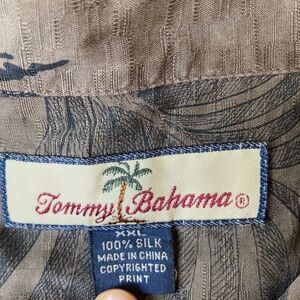 Tommy Bahama®
XXL
100% SILK
MADE IN CHINA
COPYRIGHTED
PRINT